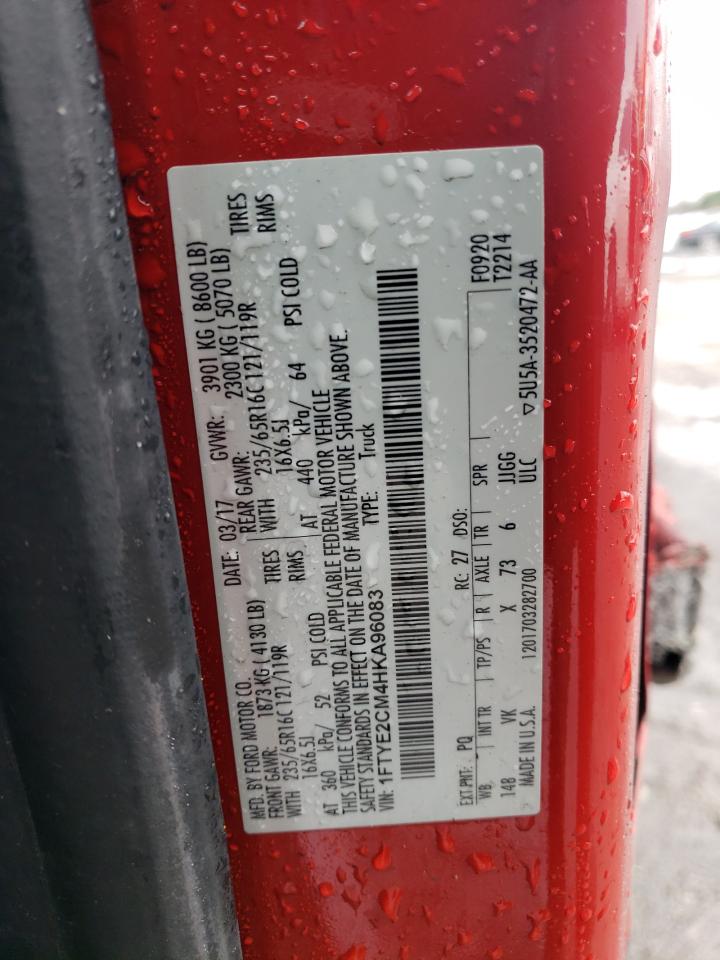 MFD. BY FORD MOTOR CO. DATE: 03/17 GVWR: 3901 KG ( 8600 LB)
FRONT GAWR: 1873 KG ( 4130 LB) REAR GAWR: 2300 KG ( 5070 LB)
WITH 235/65R16C 121/119R TIRES WITH 235/65R16C 121/119R TIRES
16X6.5J RIMS 16X6.5J RIMS
AT 360 kPa/ 52 PSI COLD AT 440 kPa/ 64 PSI COLD
THIS VEHICLE CONFORMS TO ALL APPLICABLE FEDERAL MOTOR VEHICLE
SAFETY STANDARDS IN EFFECT ON THE DATE OF MANUFACTURE SHOWN ABOVE.
VIN: 1FTYE2CM4HKA96083 TYPE: Truck
EXT PNT: PQ RC: 27 DSO: F0920
WB INT TR TP/PS R AXLE TR SPR T2214
148 VK X 73 6 JJGG
MADE IN U.S.A. 1201703282700 ULC ▽5U5A-3520472-AA